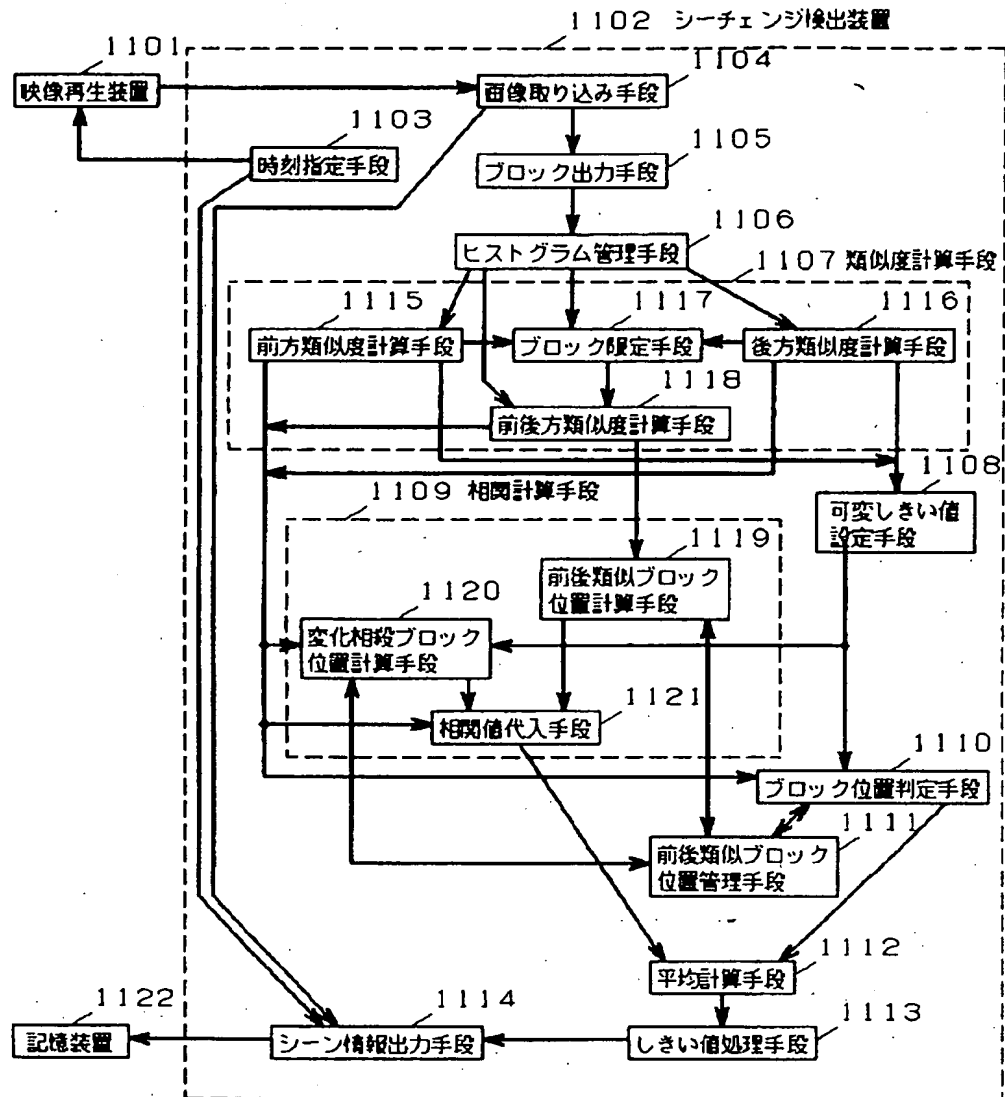 1102 シーチェンジ検出装置
1101
映像再生装置
1104
画像取り込み手段
1103
時刻指定手段
1105
ブロック出力手段
1106
ヒストグラム管理手段
1107 類似度計算手段
1115
前方類似度計算手段
1117
ブロック限定手段
1116
後方類似度計算手段
1118
前後方類似度計算手段
1108
可変しきい値
設定手段
1109 相関計算手段
1119
前後類似ブロック
位置計算手段
1120
変化相殺ブロック
位置計算手段
1121
相関値代入手段
1110
ブロック位置判定手段
1111
前後類似ブロック
位置管理手段
1112
平均計算手段
1113
しきい値処理手段
1114
シーン情報出力手段
1122
記憶装置